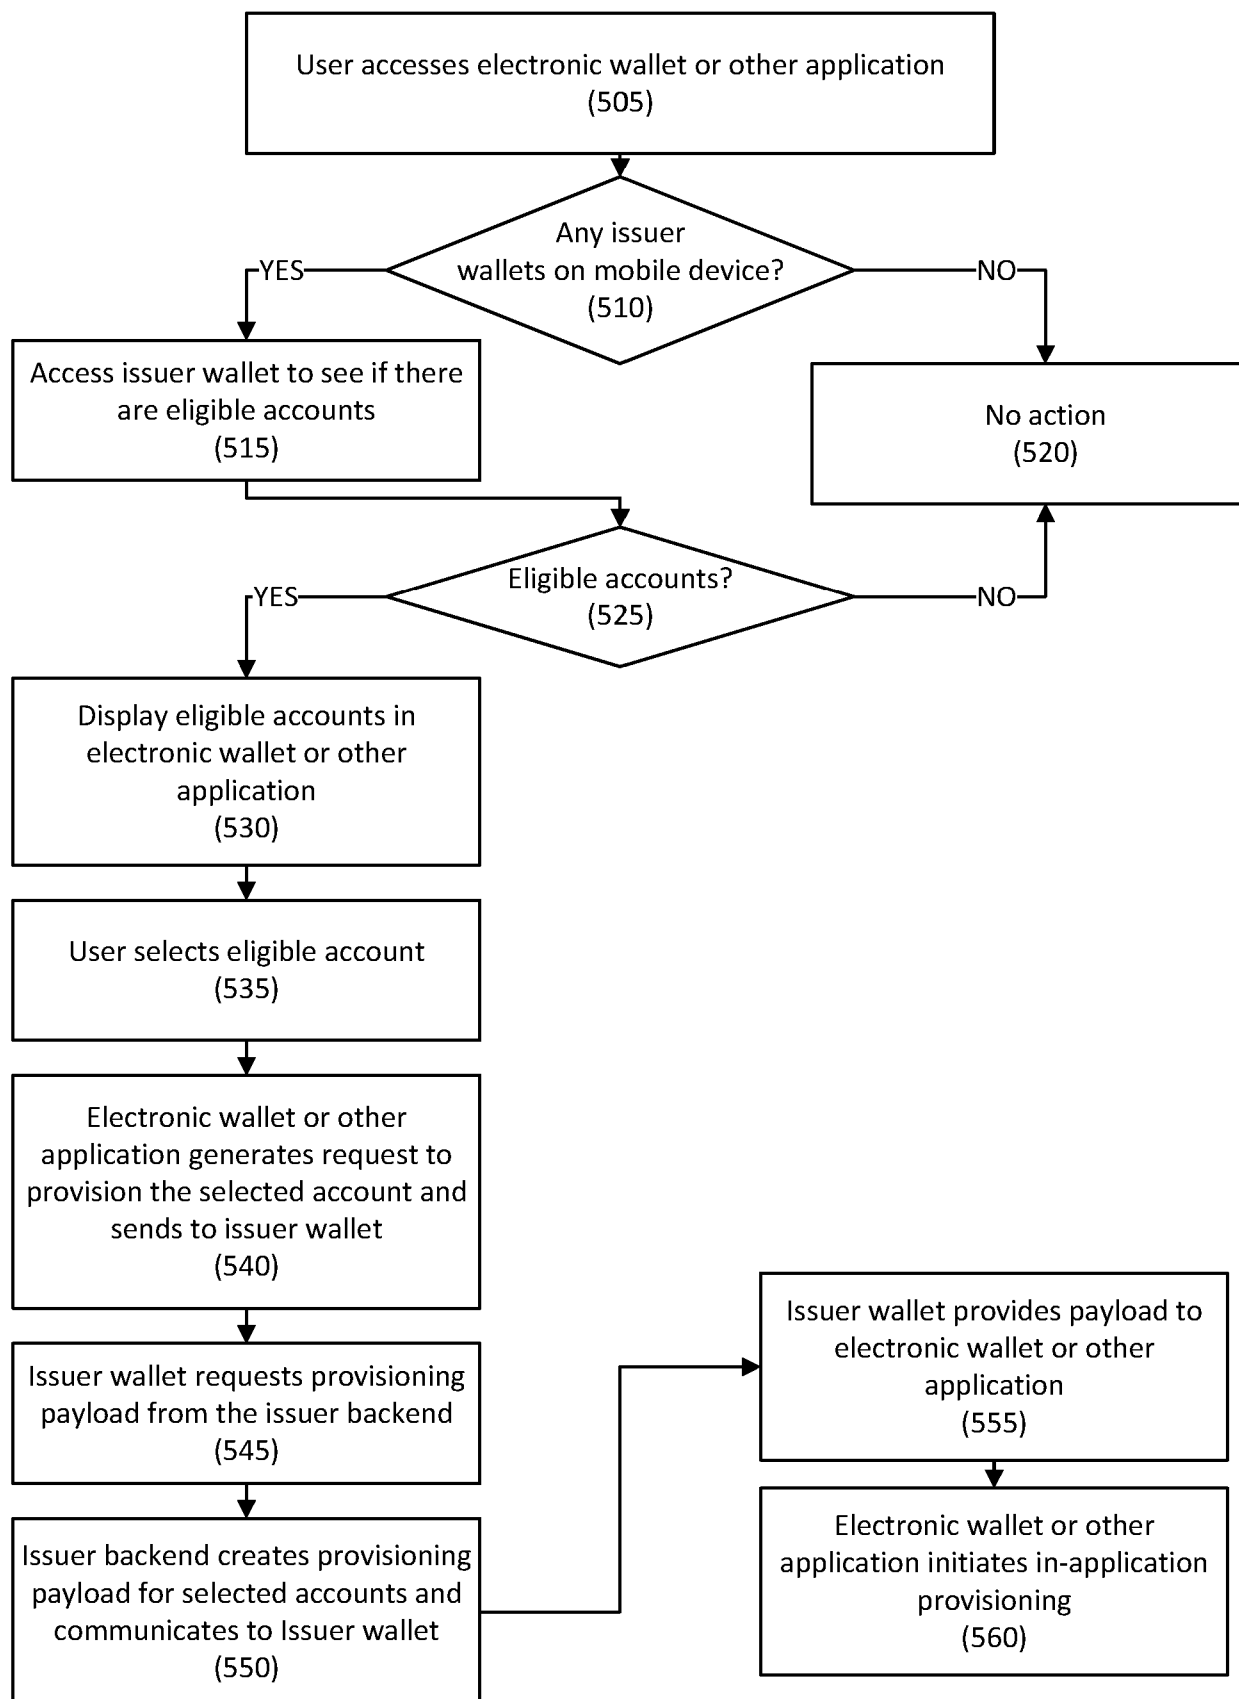 User accesses electronic wallet or other application
(505)
Any issuer
wallets on mobile device?
(510)
YES
NO
Access issuer wallet to see if there
are eligible accounts
(515)
No action
(520)
Eligible accounts?
(525)
YES
NO
Display eligible accounts in
electronic wallet or other
application
(530)
User selects eligible account
(535)
Electronic wallet or other
application generates request to
provision the selected account and
sends to issuer wallet
(540)
Issuer wallet requests provisioning
payload from the issuer backend
(545)
Issuer backend creates provisioning
payload for selected accounts and
communicates to Issuer wallet
(550)
Issuer wallet provides payload to
electronic wallet or other
application
(555)
Electronic wallet or other
application initiates in-application
provisioning
(560)